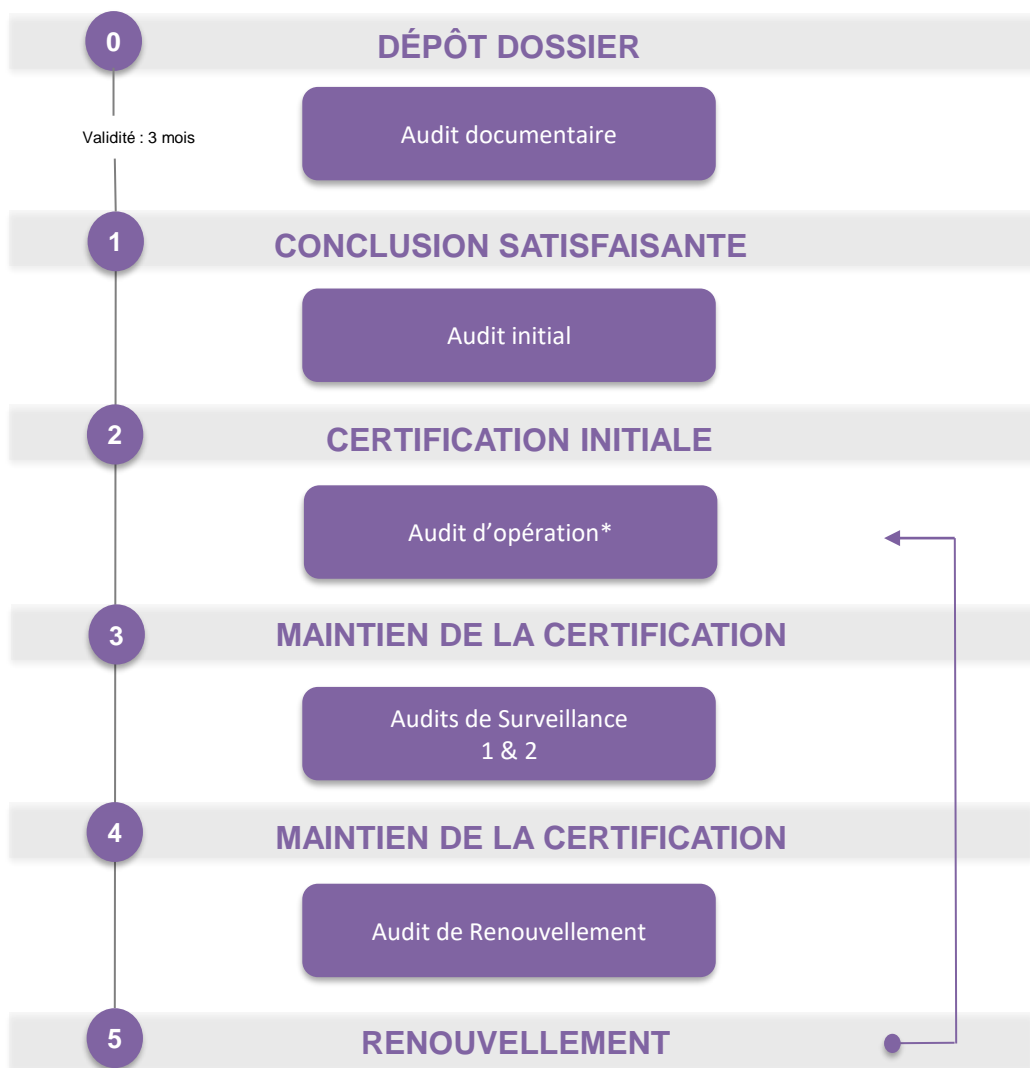 0
DÉPÔT DOSSIER
Audit documentaire
Validité : 3 mois
1
CONCLUSION SATISFAISANTE
Audit initial
2
CERTIFICATION INITIALE
Audit d’opération*
3
MAINTIEN DE LA CERTIFICATION
Audits de Surveillance
1 & 2
4
MAINTIEN DE LA CERTIFICATION
Audit de Renouvellement
5
RENOUVELLEMENT